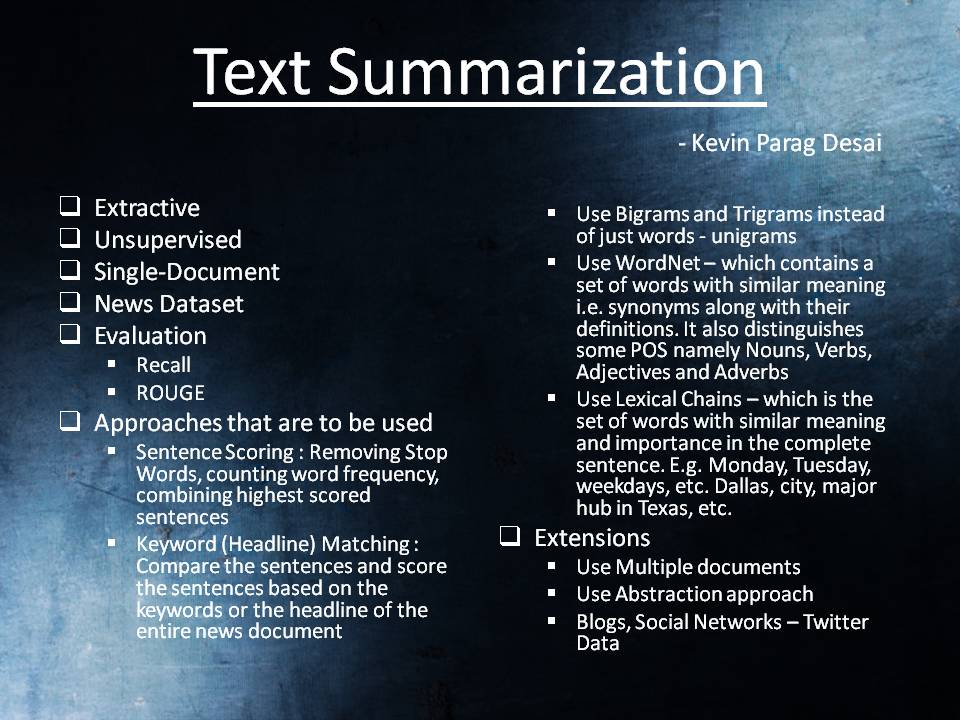 Text Summarization
- Kevin Parag Desai
❑ Extractive
❑ Unsupervised
❑ Single-Document
❑ News Dataset
❑ Evaluation
▪ Recall
▪ ROUGE
❑ Approaches that are to be used
▪ Sentence Scoring : Removing Stop
Words, counting word frequency,
combining highest scored
sentences
▪ Keyword (Headline) Matching :
Compare the sentences and score
the sentences based on the
keywords or the headline of the
entire news document
▪ Use Bigrams and Trigrams instead
of just words - unigrams
▪ Use WordNet – which contains a
set of words with similar meaning
i.e. synonyms along with their
definitions. It also distinguishes
some POS namely Nouns, Verbs,
Adjectives and Adverbs
▪ Use Lexical Chains – which is the
set of words with similar meaning
and importance in the complete
sentence. E.g. Monday, Tuesday,
weekdays, etc. Dallas, city, major
hub in Texas, etc.
❑ Extensions
▪ Use Multiple documents
▪ Use Abstraction approach
▪ Blogs, Social Networks – Twitter
Data